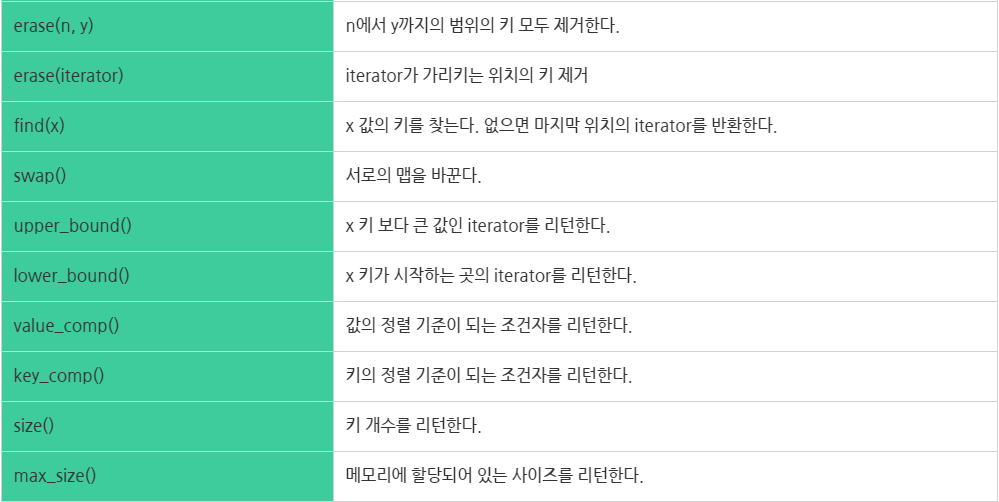 erase(n, y) n에서 y까지의 범위의 키 모두 제거한다.
erase(iterator) iterator가 가리키는 위치의 키 제거
find(x) x 값의 키를 찾는다. 없으면 마지막 위치의 iterator를 반환한다.
swap() 서로의 맵을 바꾼다.
upper_bound() x 키 보다 큰 값인 iterator를 리턴한다.
lower_bound() x 키가 시작하는 곳의 iterator를 리턴한다.
value_comp() 값의 정렬 기준이 되는 조건자를 리턴한다.
key_comp() 키의 정렬 기준이 되는 조건자를 리턴한다.
size() 키 개수를 리턴한다.
max_size() 메모리에 할당되어 있는 사이즈를 리턴한다.